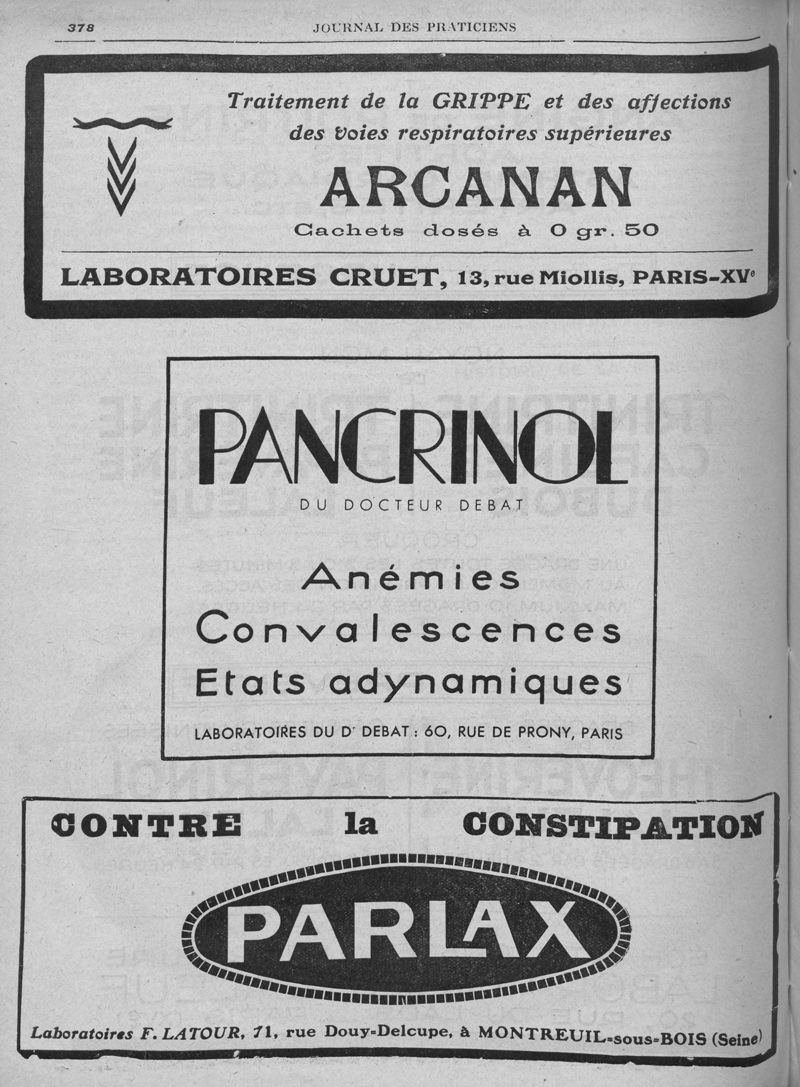 378
JOURNAL DES PRATICIENS
Traitement de la GRIPPE et des affections
des Voies respiratoires supérieures
ARCANAN
Cachets dosés à 0 gr. 50
LABORATOIRES CRUET, 13, rue Miollis, PARIS-XVe
PANCRINOL
DU DOCTEUR DEBAT
Anémies
Convalescences
Etats adynamiques
LABORATOIRES DU Dr DEBAT : 60, RUE DE PRONY, PARIS
CONTRE la CONSTIPATION
PARLAX
Laboratoires F. LATOUR, 11, rue Douy-Delcupe, à MONTREUIL-sous-BOIS (Seine)